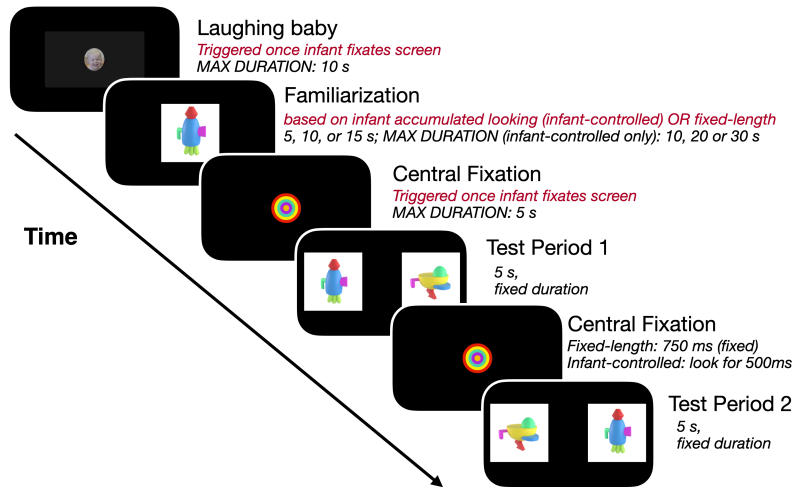 Laughing baby
Triggered once infant fixates screen
MAX DURATION: 10 s
Familiarization
based on infant accumulated looking (infant-controlled) OR fixed-length
5, 10, or 15 s; MAX DURATION (infant-controlled only): 10, 20 or 30 s
Central Fixation
Triggered once infant fixates screen
MAX DURATION: 5 s
Time
Test Period 1
5 s,
fixed duration
Central Fixation
Fixed-length: 750 ms (fixed)
Infant-controlled: look for 500ms
Test Period 2
5 s,
fixed duration